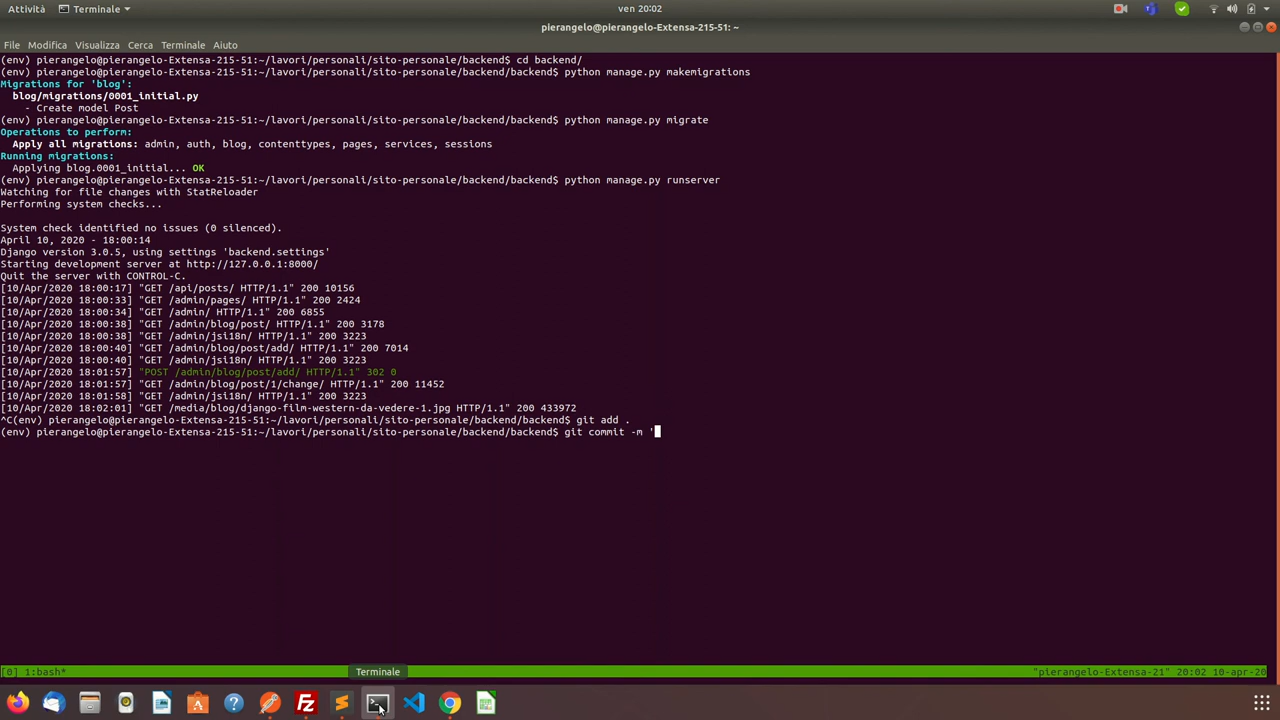 Attività Terminale ven 20:02
pierangelo@pierangelo-Extensa-215-51: ~
File Modifica Visualizza Cerca Terminale Aiuto
(env) pierangelo@pierangelo-Extensa-215-51:~/lavori/personali/sito-personale/backend$ cd backend/
(env) pierangelo@pierangelo-Extensa-215-51:~/lavori/personali/sito-personale/backend/backend$ python manage.py makemigrations
Migrations for 'blog':
blog/migrations/0001_initial.py
- Create model Post
(env) pierangelo@pierangelo-Extensa-215-51:~/lavori/personali/sito-personale/backend/backend$ python manage.py migrate
Operations to perform:
Apply all migrations: admin, auth, blog, contenttypes, pages, services, sessions
Running migrations:
Applying blog.0001_initial... OK
(env) pierangelo@pierangelo-Extensa-215-51:~/lavori/personali/sito-personale/backend/backend$ python manage.py runserver
Watching for file changes with StatReloader
Performing system checks...
System check identified no issues (0 silenced).
April 10, 2020 - 18:00:14
Django version 3.0.5, using settings 'backend.settings'
Starting development server at http://127.0.0.1:8000/
Quit the server with CONTROL-C.
[10/Apr/2020 18:00:17] "GET /api/posts/ HTTP/1.1" 200 10156
[10/Apr/2020 18:00:33] "GET /admin/pages/ HTTP/1.1" 200 2424
[10/Apr/2020 18:00:34] "GET /admin/ HTTP/1.1" 200 6855
[10/Apr/2020 18:00:38] "GET /admin/blog/post/ HTTP/1.1" 200 3178
[10/Apr/2020 18:00:38] "GET /admin/jsi18n/ HTTP/1.1" 200 3223
[10/Apr/2020 18:00:40] "GET /admin/blog/post/add/ HTTP/1.1" 200 7014
[10/Apr/2020 18:00:40] "GET /admin/jsi18n/ HTTP/1.1" 200 3223
[10/Apr/2020 18:01:57] "POST /admin/blog/post/add/ HTTP/1.1" 302 0
[10/Apr/2020 18:01:57] "GET /admin/blog/post/1/change/ HTTP/1.1" 200 11452
[10/Apr/2020 18:01:58] "GET /admin/jsi18n/ HTTP/1.1" 200 3223
[10/Apr/2020 18:02:01] "GET /media/blog/django-film-western-da-vedere-1.jpg HTTP/1.1" 200 433972
^C(env) pierangelo@pierangelo-Extensa-215-51:~/lavori/personali/sito-personale/backend/backend$ git add .
(env) pierangelo@pierangelo-Extensa-215-51:~/lavori/personali/sito-personale/backend/backend$ git commit -m '
[0] 1:bash* "pierangelo-Extensa-21" 20:02 10-apr-20
Terminale